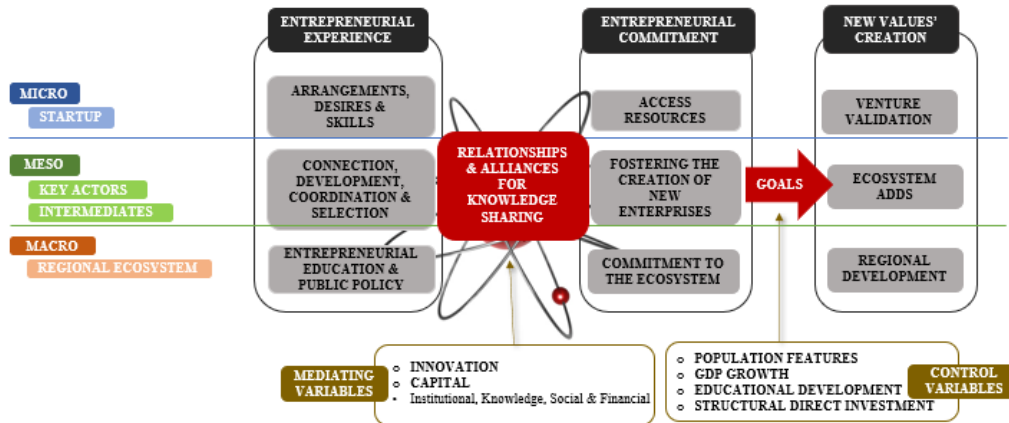 ENTREPRENEURIAL
EXPERIENCE
ENTREPRENEURIAL
COMMITMENT
NEW VALUES'
CREATION
MICRO
STARTUP
ARRANGEMENTS,
DESIRES &
SKILLS
ACCESS
RESOURCES
VENTURE
VALIDATION
MESO
KEY ACTORS
INTERMEDIATES
CONNECTION,
DEVELOPMENT,
COORDINATION &
SELECTION
RELATIONSHIPS
& ALLIANCES
FOR
KNOWLEDGE
SHARING
FOSTERING THE
CREATION OF
NEW
ENTERPRISES
GOALS
ECOSYSTEM
ADDS
MACRO
REGIONAL ECOSYSTEM
ENTREPRENEURIAL
EDUCATION &
PUBLIC POLICY
COMMITMENT TO
THE ECOSYSTEM
REGIONAL
DEVELOPMENT
MEDIATING
VARIABLES
o INNOVATION
o CAPITAL
• Institutional, Knowledge, Social & Financial
o POPULATION FEATURES
o GDP GROWTH
o EDUCATIONAL DEVELOPMENT
o STRUCTURAL DIRECT INVESTMENT
CONTROL
VARIABLES